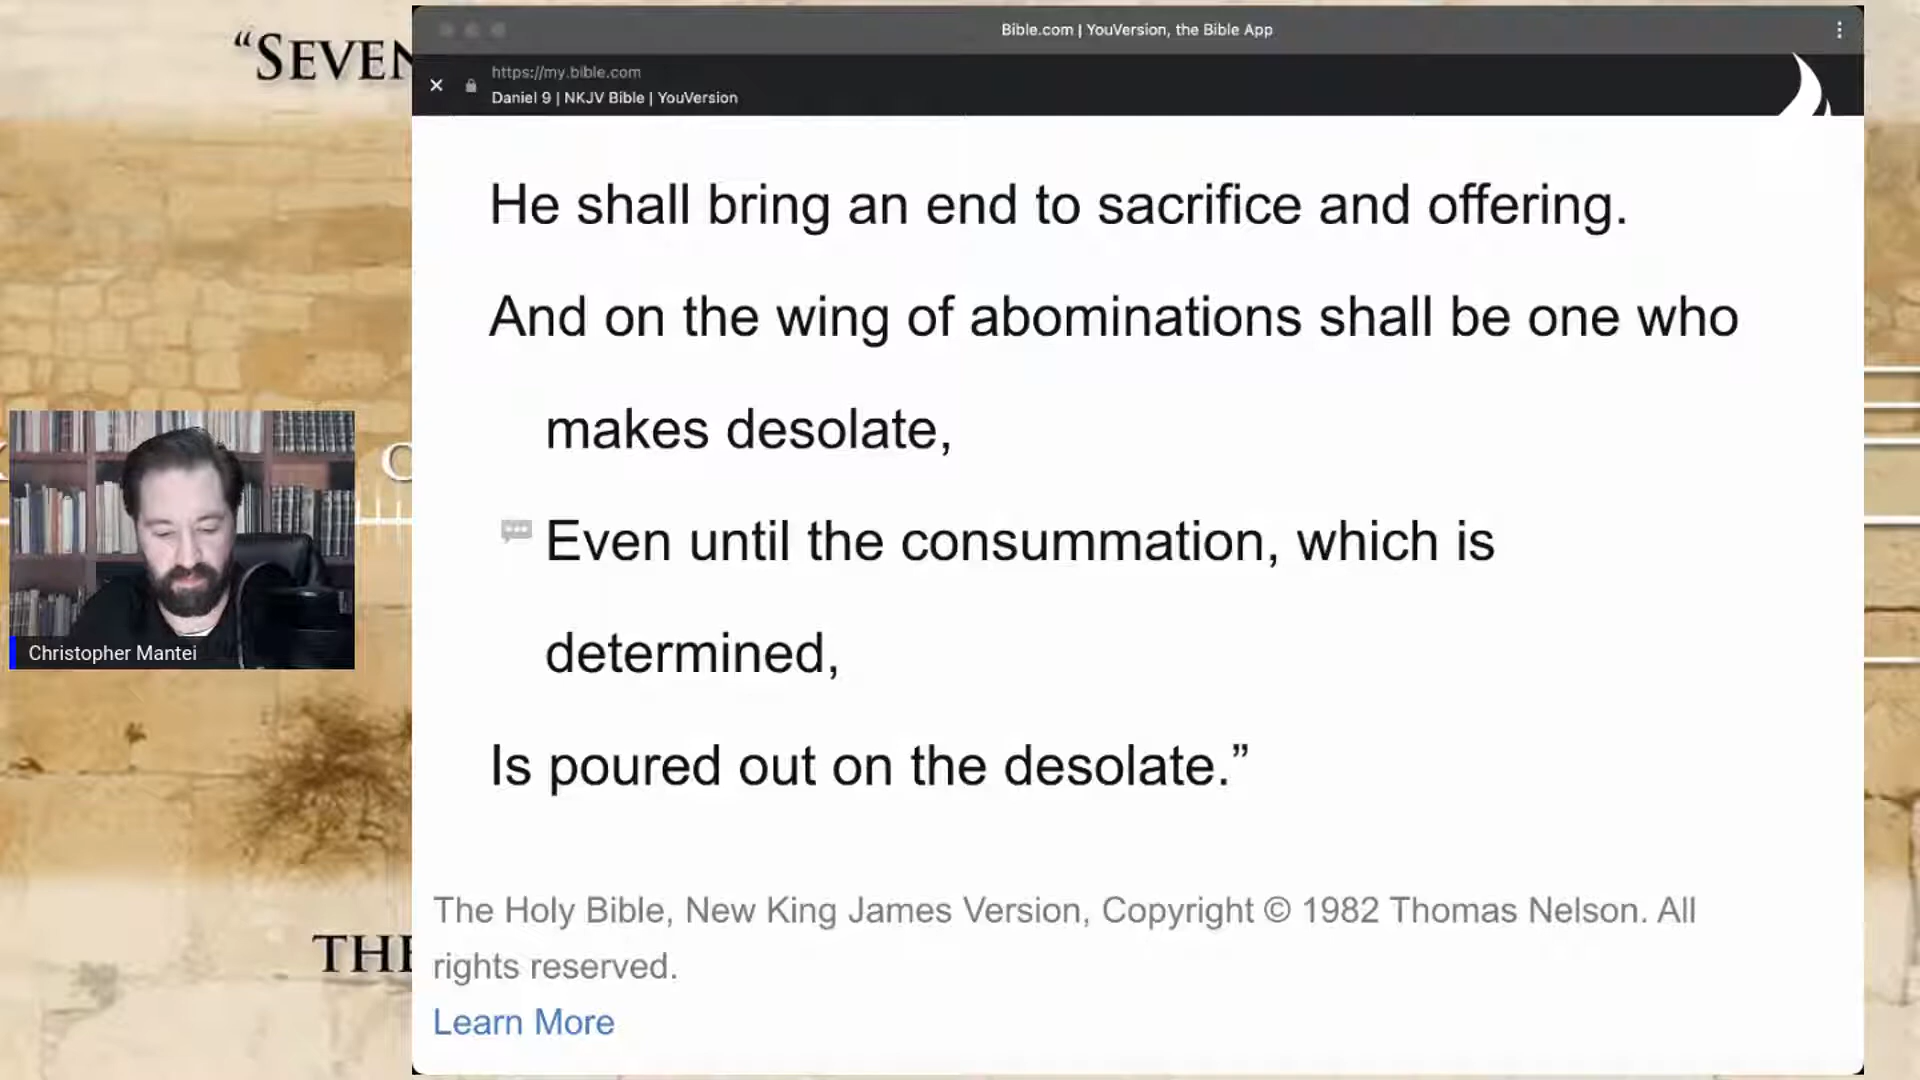 “SEVEN
Bible.com | YouVersion, the Bible App
https://my.bible.com
Daniel 9 | NKJV Bible | YouVersion
He shall bring an end to sacrifice and offering.
And on the wing of abominations shall be one who
makes desolate,
Even until the consummation, which is
determined,
Is poured out on the desolate.”
Christopher Mantei
The Holy Bible, New King James Version, Copyright © 1982 Thomas Nelson. All
rights reserved.
THE
Learn More